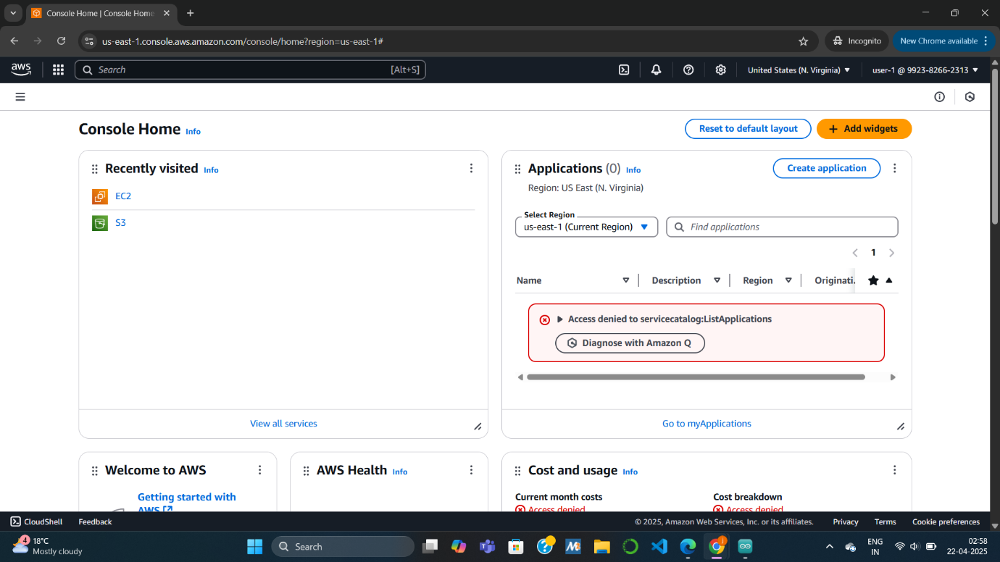 Console Home | Console Home
us-east-1.console.aws.amazon.com/console/home?region=us-east-1#
Incognito
New Chrome available
aws
Search
[Alt+S]
United States (N. Virginia)
user-1 @ 9923-8266-2313
Console Home Info
Reset to default layout
+ Add widgets
Recently visited Info
EC2
S3
View all services
Applications (0) Info
Create application
Region: US East (N. Virginia)
Select Region
us-east-1 (Current Region)
Find applications
1
Name
Description
Region
Originati.
Access denied to servicecatalog:ListApplications
Diagnose with Amazon Q
Go to myApplications
Welcome to AWS
Getting started with
AWS
AWS Health Info
Cost and usage Info
Current month costs
Access denied
Cost breakdown
Access denied
CloudShell
Feedback
© 2025, Amazon Web Services, Inc. or its affiliates.
Privacy
Terms
Cookie preferences
4
18°C
Mostly cloudy
Search
ENG
IN
02:58
22-04-2025